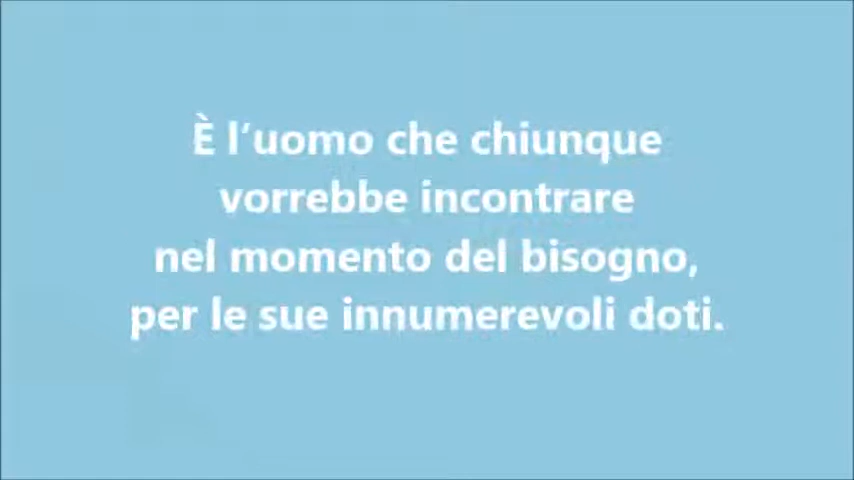 È l’uomo che chiunque
vorrebbe incontrare
nel momento del bisogno,
per le sue innumerevoli doti.